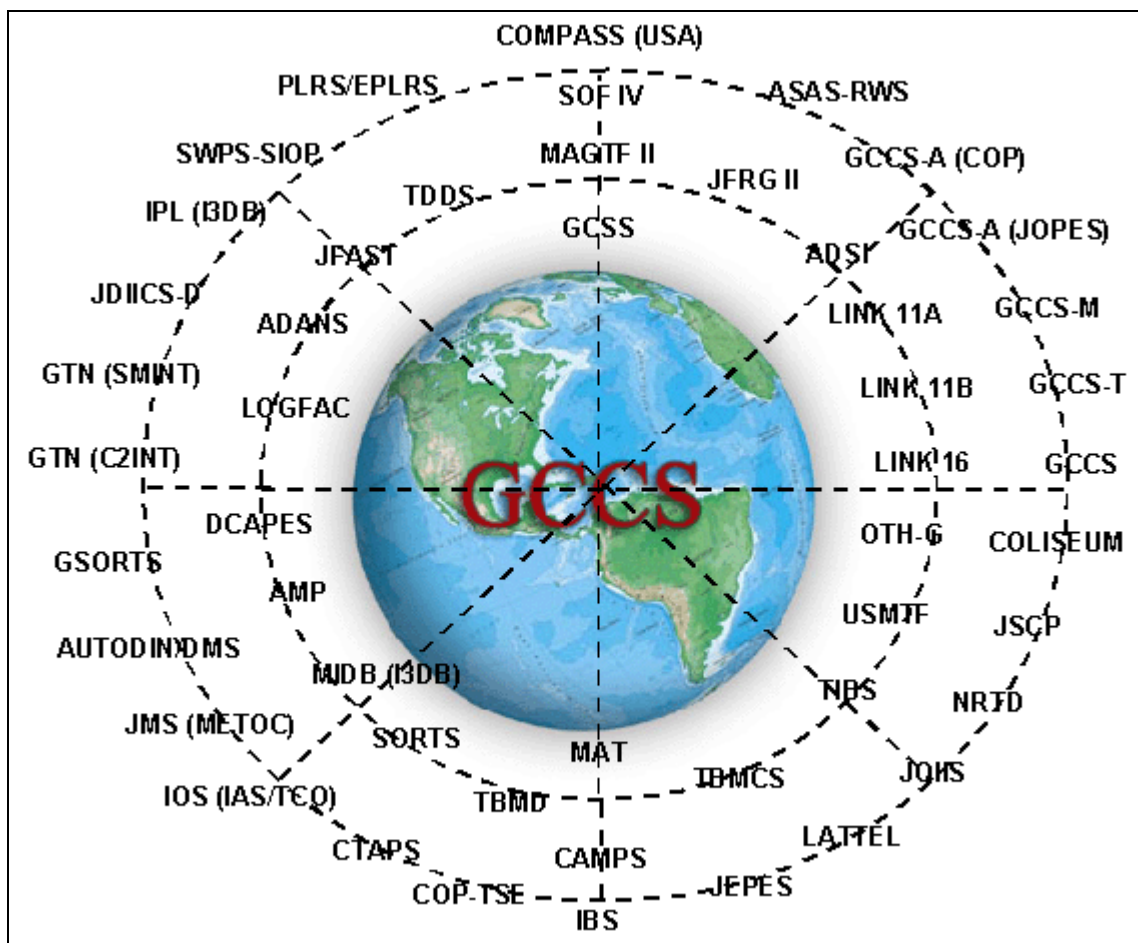 COMPASS (USA)
PLRS/EPLRS
SOF IV
ASAS-RWS
SWPS-SIOP
MAGTF II
GCCS-A (COP)
TDDS
JFRG II
IPL (I3DB)
GCSS
GCCS-A (JOPES)
JFAST
ADSI
JDIICS-D
ADANS
LINK 11A
GCCS-M
GTN (SMINT)
LOGFAC
LINK 11B
GCCS-T
GTN (C2INT)
GCCS
LINK 16
GCCS
DCAPES
OTH-G
COLISEUM
GSORTS
AMP
USMTF
JSCP
AUTODIN/DMS
MIDB (I3DB)
NRTD
JMS (METOC)
SORTS
MAT
TBMCS
JOIIS
IOS (IAS/TCO)
TBMD
CTAPS
CAMPS
LATTEL
COP-TSE
JEPES
IBS